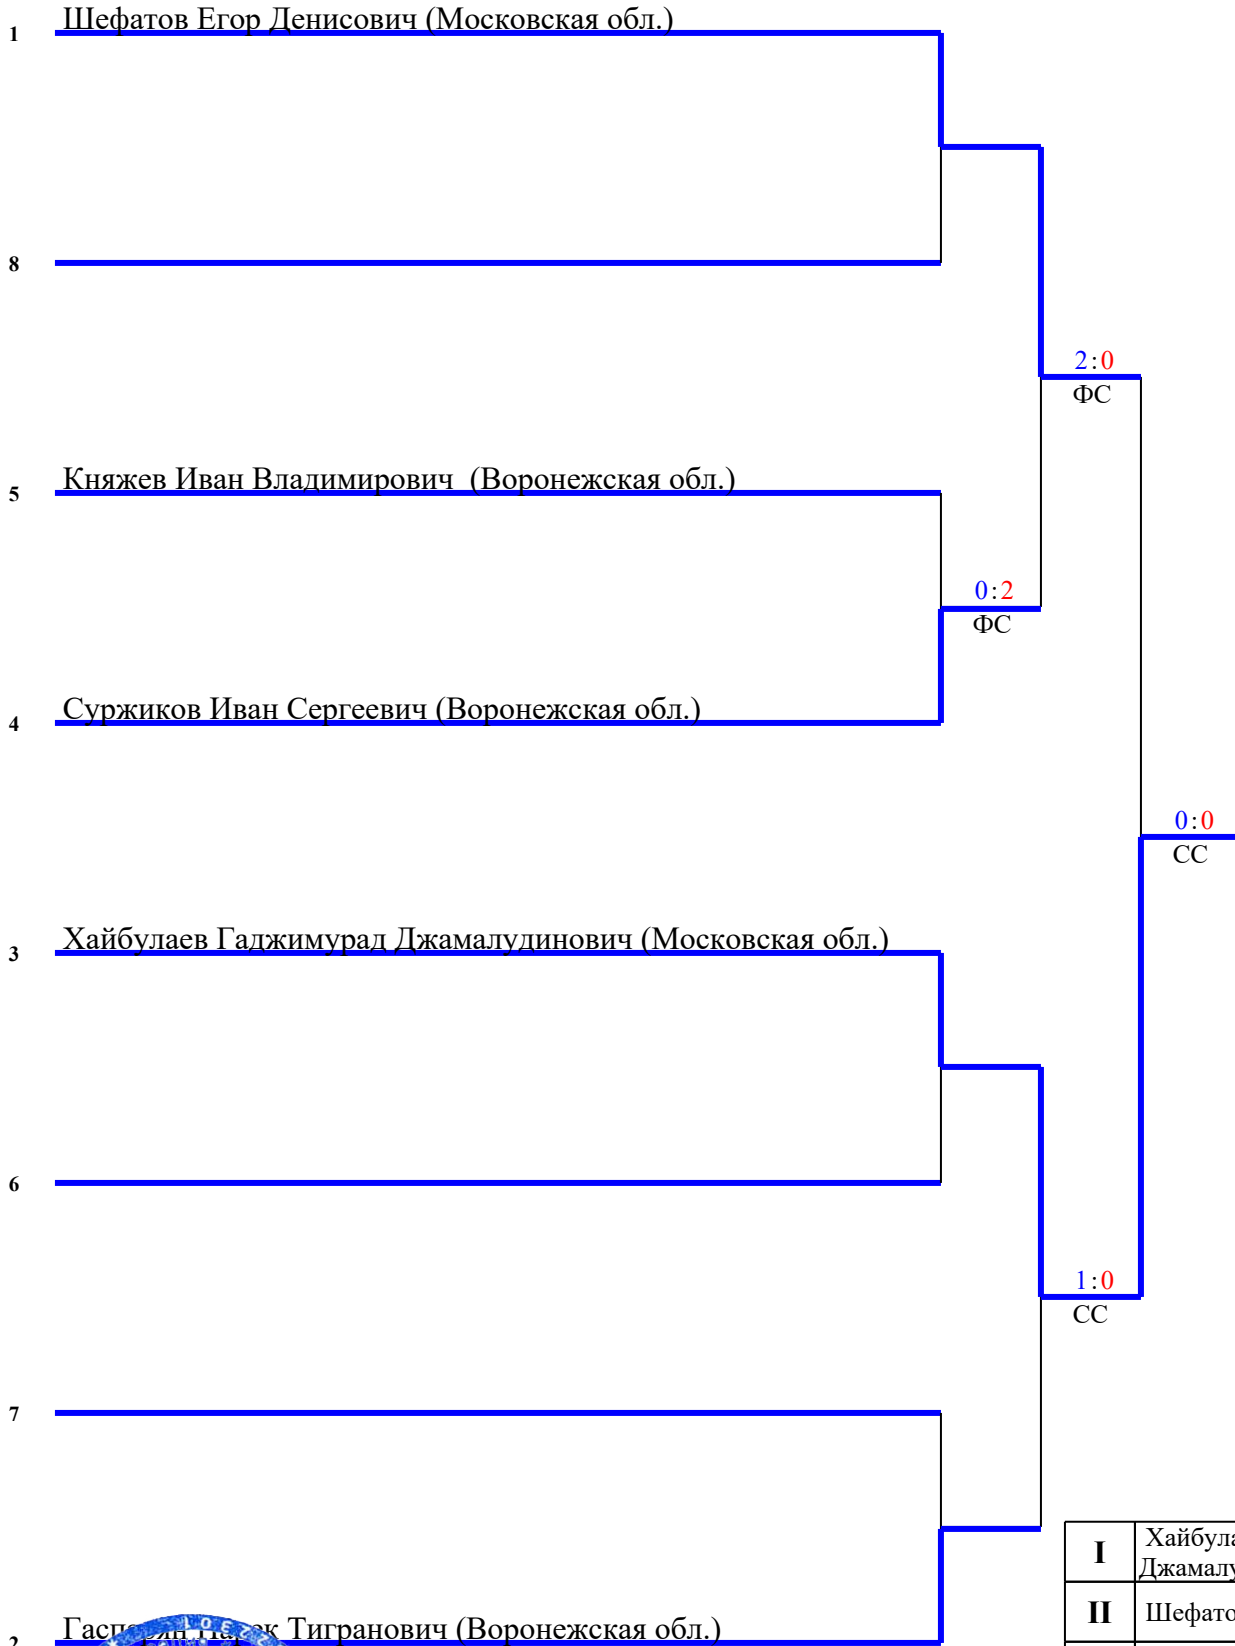 Шефатов Егор Денисович (Московская обл.)
1
8
2:0
ФС
Княжев Иван Владимирович (Воронежская обл.)
5
0:2
ФС
Суржиков Иван Сергеевич (Воронежская обл.)
4
0:0
СС
Хайбулаев Гаджимурад Джамалудинович (Московская обл.)
3
6
1:0
СС
7
I Хайбула
Джамалу
II Шефато
2 Тигранович (Воронежская обл.)